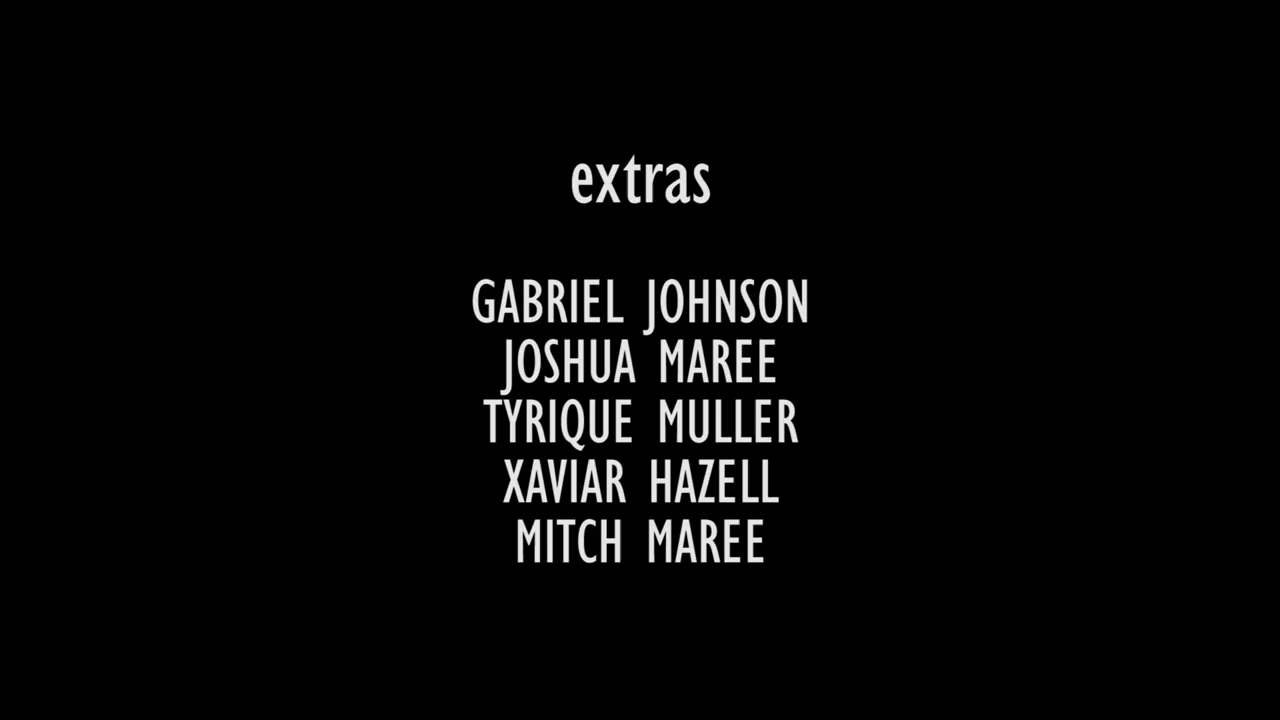 extras
GABRIEL JOHNSON
JOSHUA MAREE
TYRIQUE MULLER
XAVIAR HAZELL
MITCH MAREE